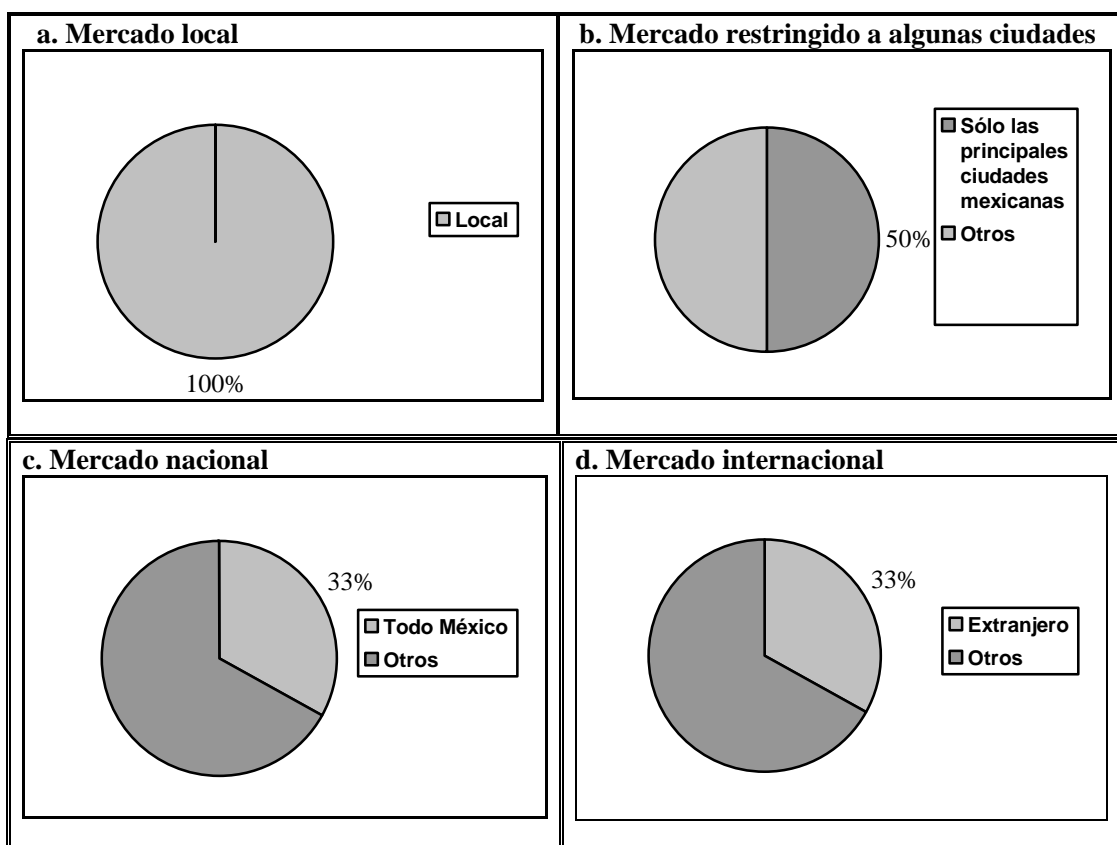 a. Mercado local
Local
100%
b. Mercado restringido a algunas ciudades
Sólo las
principales
ciudades
mexicanas
Otros
50%
c. Mercado nacional
33%
Todo México
Otros
d. Mercado internacional
33%
Extranjero
Otros